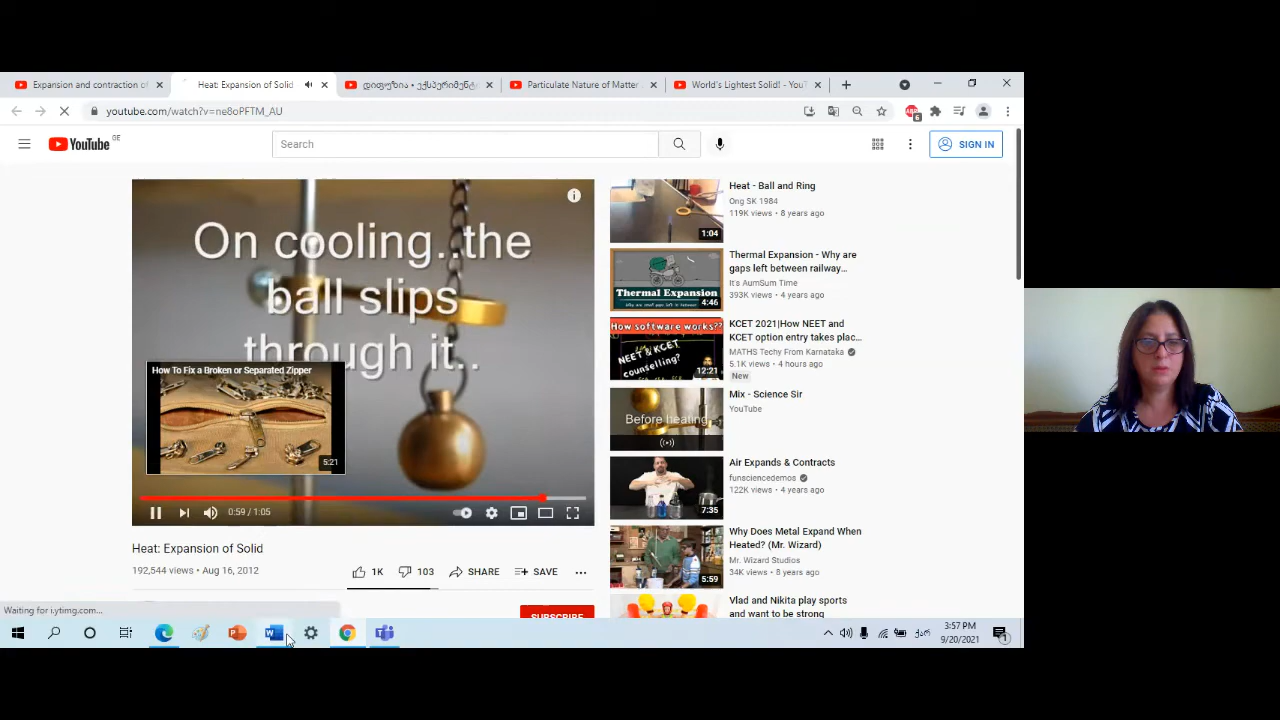 Expansion and contraction of
Heat: Expansion of Solid
დიფუზია • ექსპერიმენტი
Particulate Nature of Matter
World's Lightest Solid! - YouT
youtube.com/watch?v=ne8oPFTM_AU
6
YouTube GE
Search
SIGN IN
On cooling..the
ball slips
through it..
How To Fix a Broken or Separated Zipper
5:21
0:59 / 1:05
Heat: Expansion of Solid
192,544 views • Aug 16, 2012
1K
103
SHARE
SAVE
SUBSCRIBE
1:04
Heat - Ball and Ring
Ong SK 1984
119K views • 8 years ago
Thermal Expansion
4:46
Thermal Expansion - Why are
gaps left between railway...
It's AumSum Time
393K views • 4 years ago
How software works??
NEET & KCET
counselling?
12:21
KCET 2021|How NEET and
KCET option entry takes plac...
MATHS Techy From Karnataka
5.1K views • 4 hours ago
New
Before heating
Mix - Science Sir
YouTube
7:35
Air Expands & Contracts
funsciencedemos
122K views • 4 years ago
5:59
Why Does Metal Expand When
Heated? (Mr. Wizard)
Mr. Wizard Studios
34K views • 8 years ago
Vlad and Nikita play sports
and want to be strong
Waiting for i.ytimg.com...
ქარ
3:57 PM
9/20/2021
1